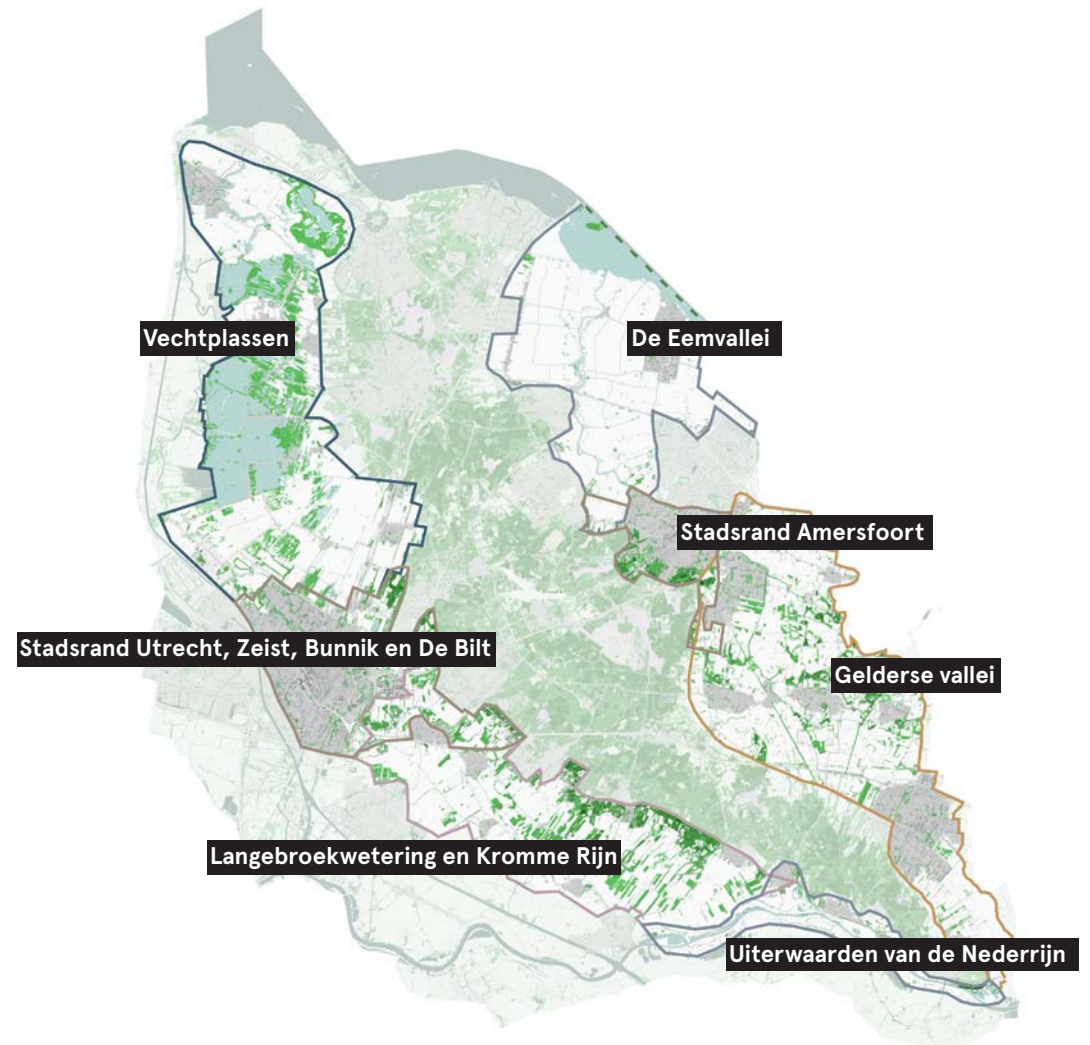 Vechtplassen
De Eemvallei
Stadsrand Amersfoort
Stadsrand Utrecht, Zeist, Bunnik en De Bilt
Gelderse vallei
Langebroekwetering en Kromme Rijn
Uiterwaarden van de Nederrijn